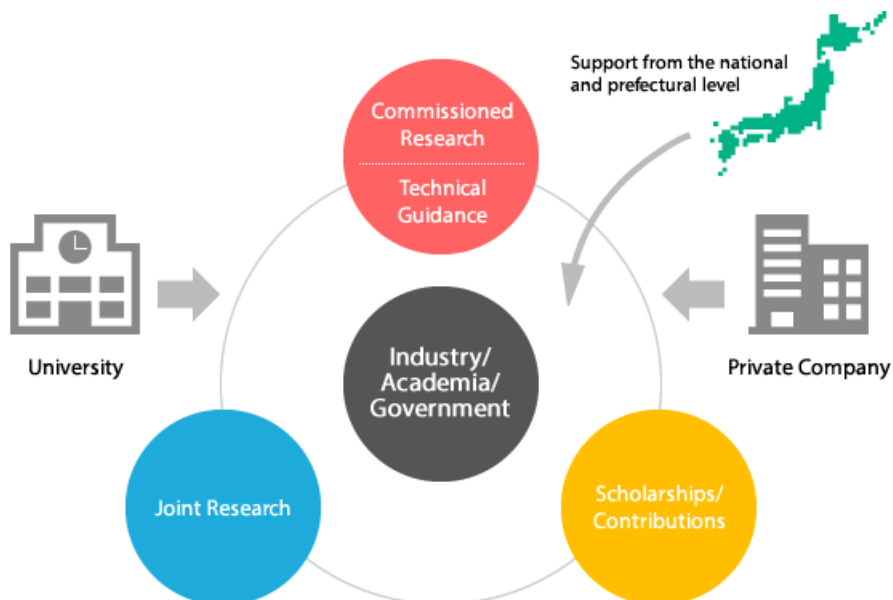 Support from the national
and prefectural level
Commissioned
Research
Technical
Guidance
University
Industry/
Academia/
Government
Private Company
Joint Research
Scholarships/
Contributions